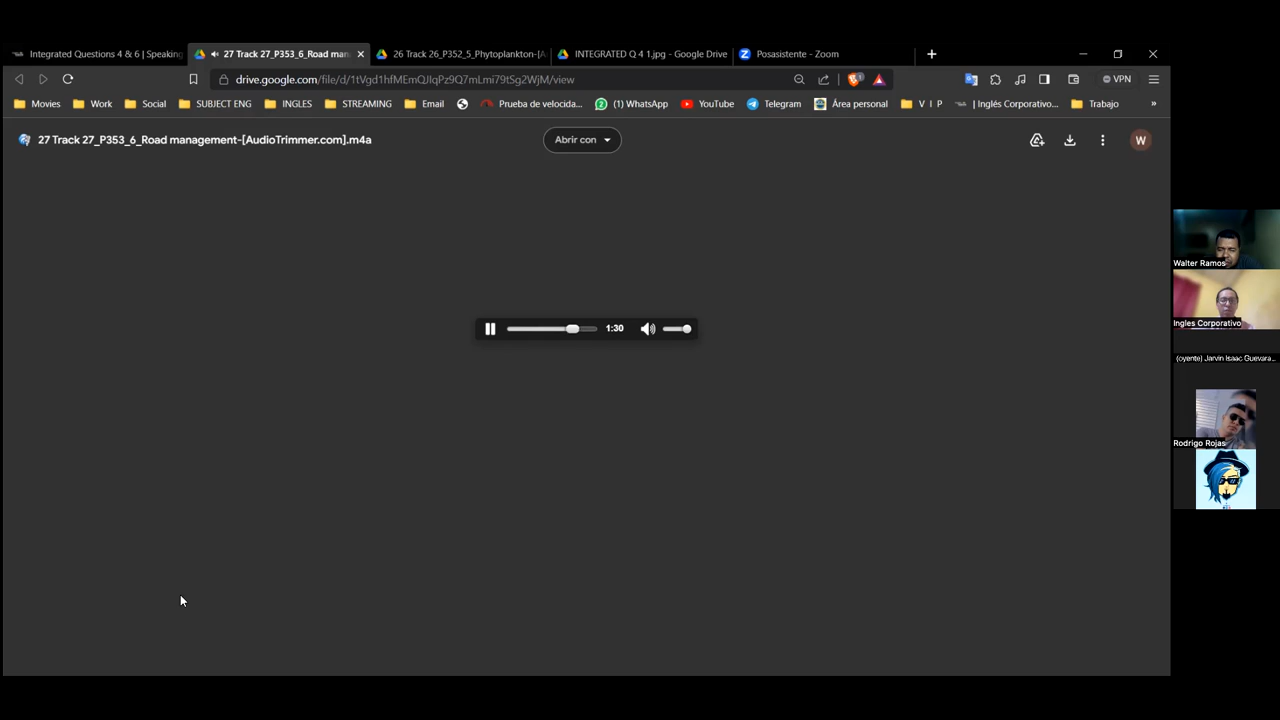 Integrated Questions 4 & 6 | Speaking
27 Track 27_P353_6_Road man
26 Track 26_P352_5_Phytoplankton-[A
INTEGRATED Q 4 1.jpg - Google Drive
Posasistente - Zoom
drive.google.com/file/d/1tVgd1hfMEmQJIqPz9Q7mLmi79tSg2WjM/view
1
VPN
Movies
Work
Social
SUBJECT ENG
INGLES
STREAMING
Email
Prueba de velocida...
(1) WhatsApp
YouTube
Telegram
Área personal
V I P
| Inglés Corporativo...
Trabajo
»
27 Track 27_P353_6_Road management-[AudioTrimmer.com].m4a
Abrir con
W
Walter Ramos
Ingles Corporativo
1:30
(oyente) Jarvin Isaac Guevara...
Rodrigo Rojas